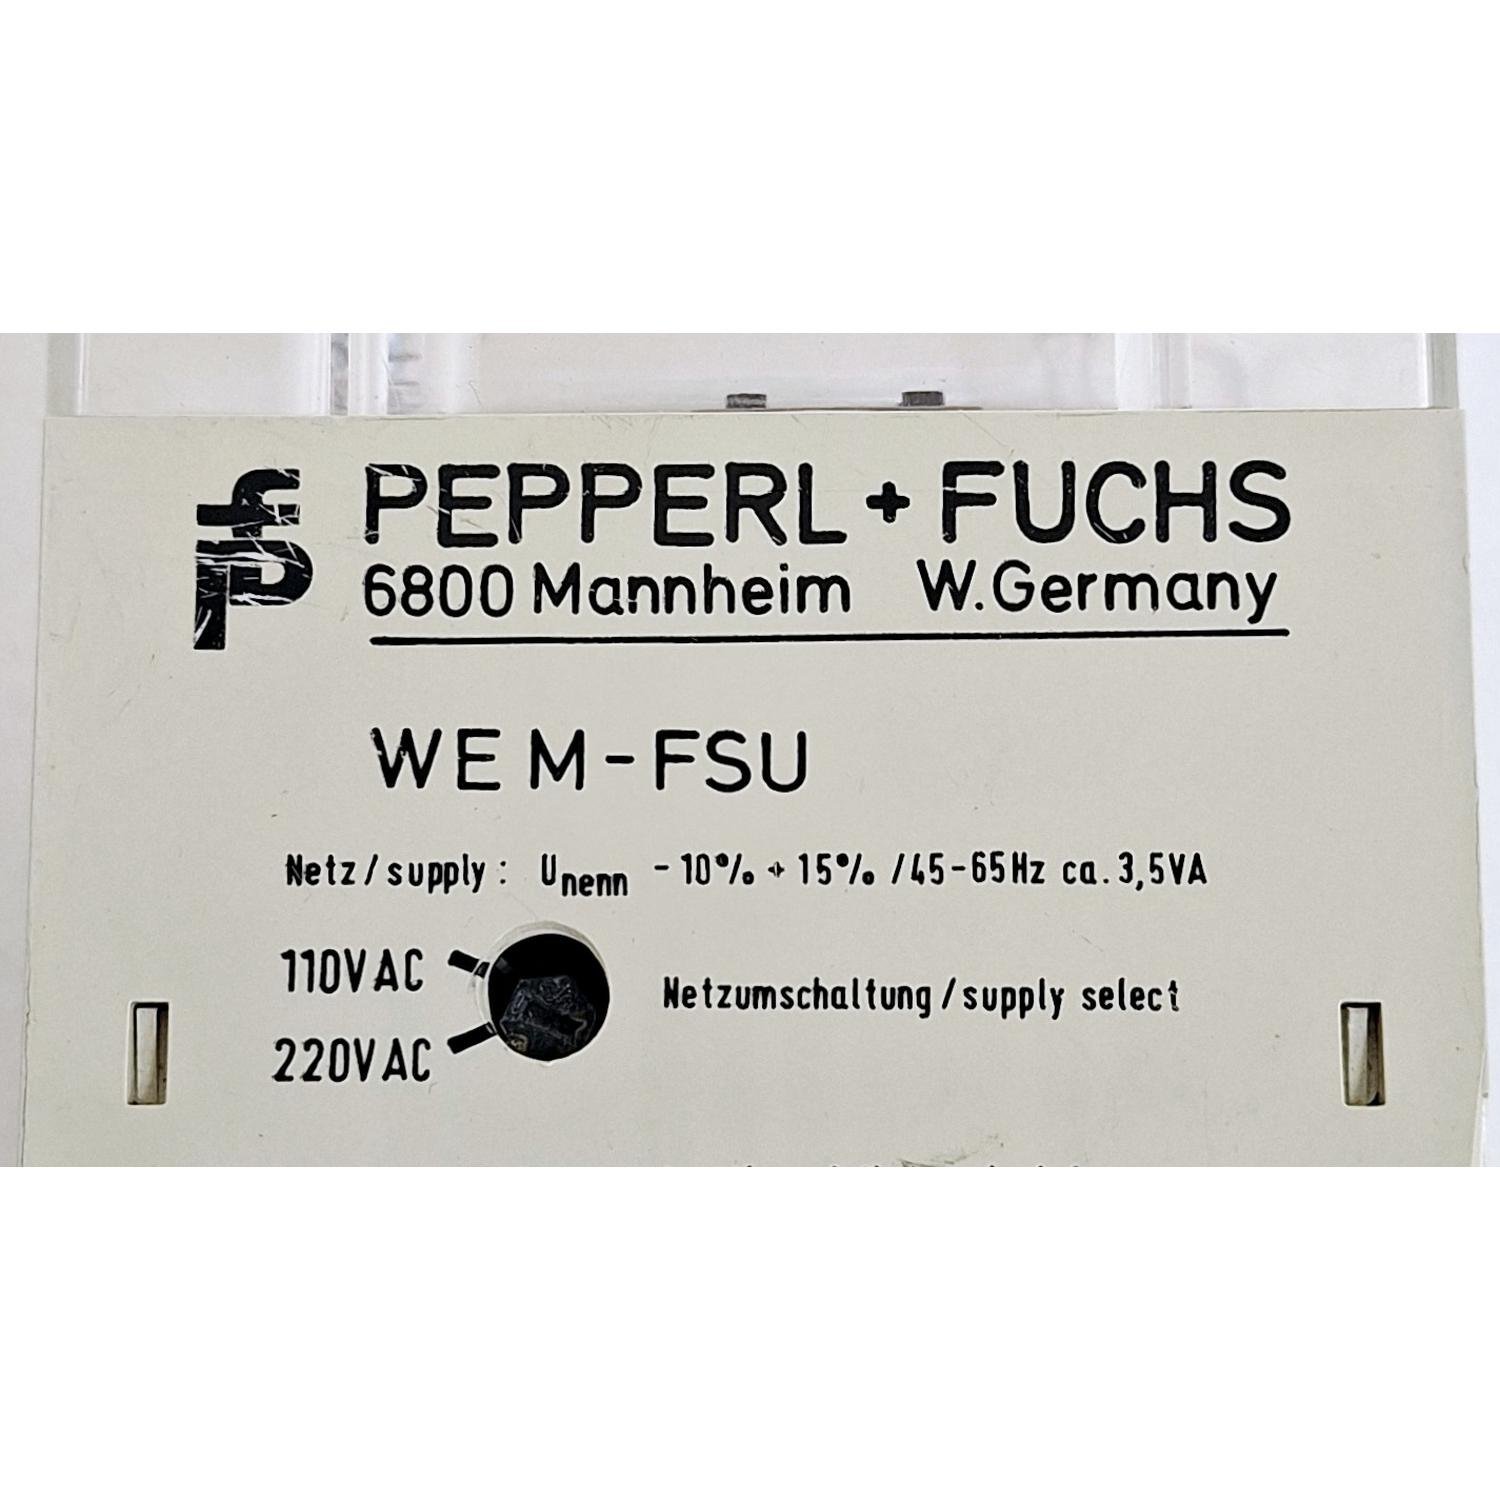 fp PEPPERL + FUCHS
6800 Mannheim W.Germany
WE M-FSU
Netz/supply: Unenn -10% +15% /45-65Hz ca. 3,5VA
110VAC
Netzumschaltung/supply select
220VAC